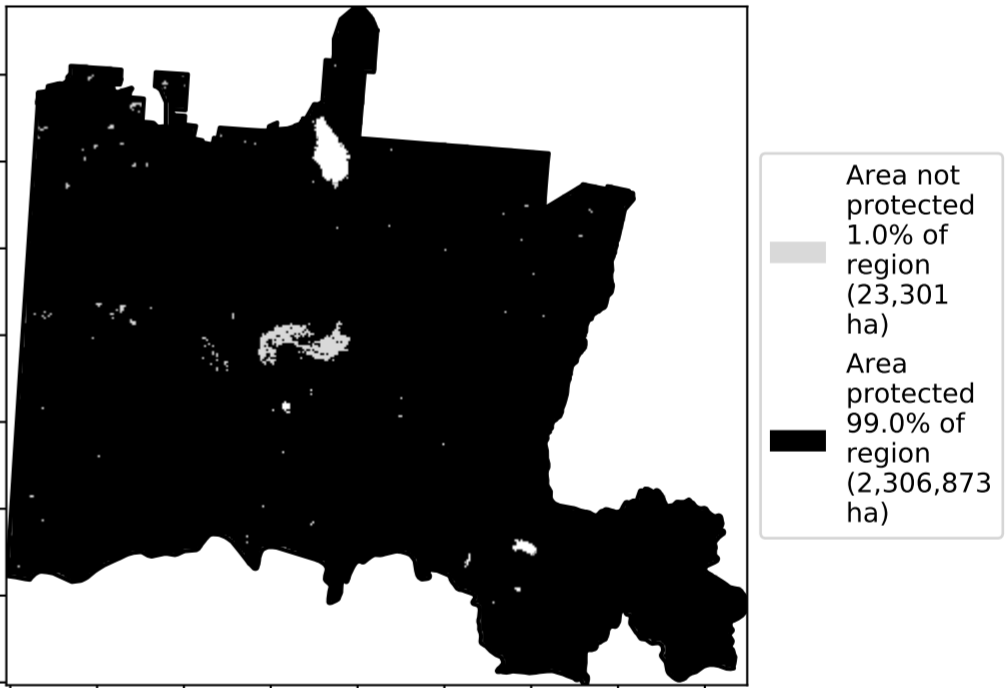 Area not
protected
1.0% of
region
(23,301
ha)
Area
protected
99.0% of
region
(2,306,873
ha)